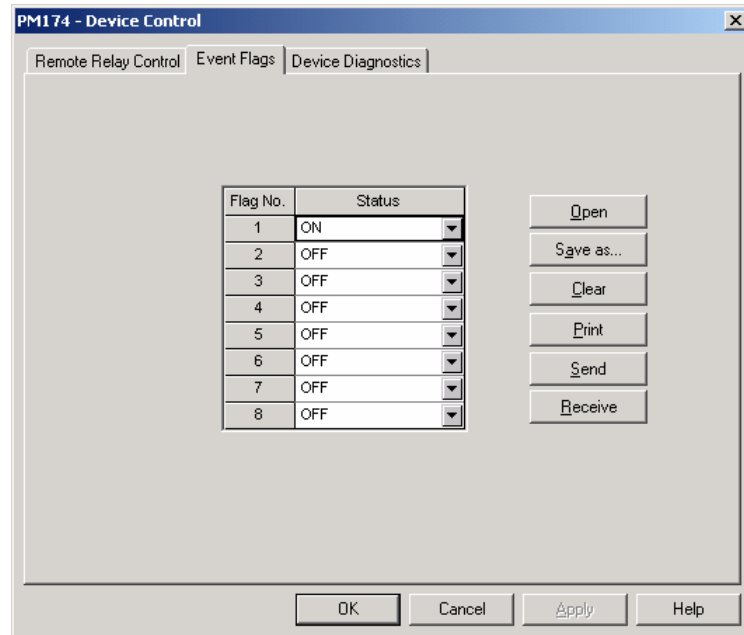 PM174 - Device Control
Remote Relay Control Event Flags Device Diagnostics
Flag No. Status
1 ON
2 OFF
3 OFF
4 OFF
5 OFF
6 OFF
7 OFF
8 OFF
Open
Save as...
Clear
Print
Send
Receive
OK Cancel Apply Help